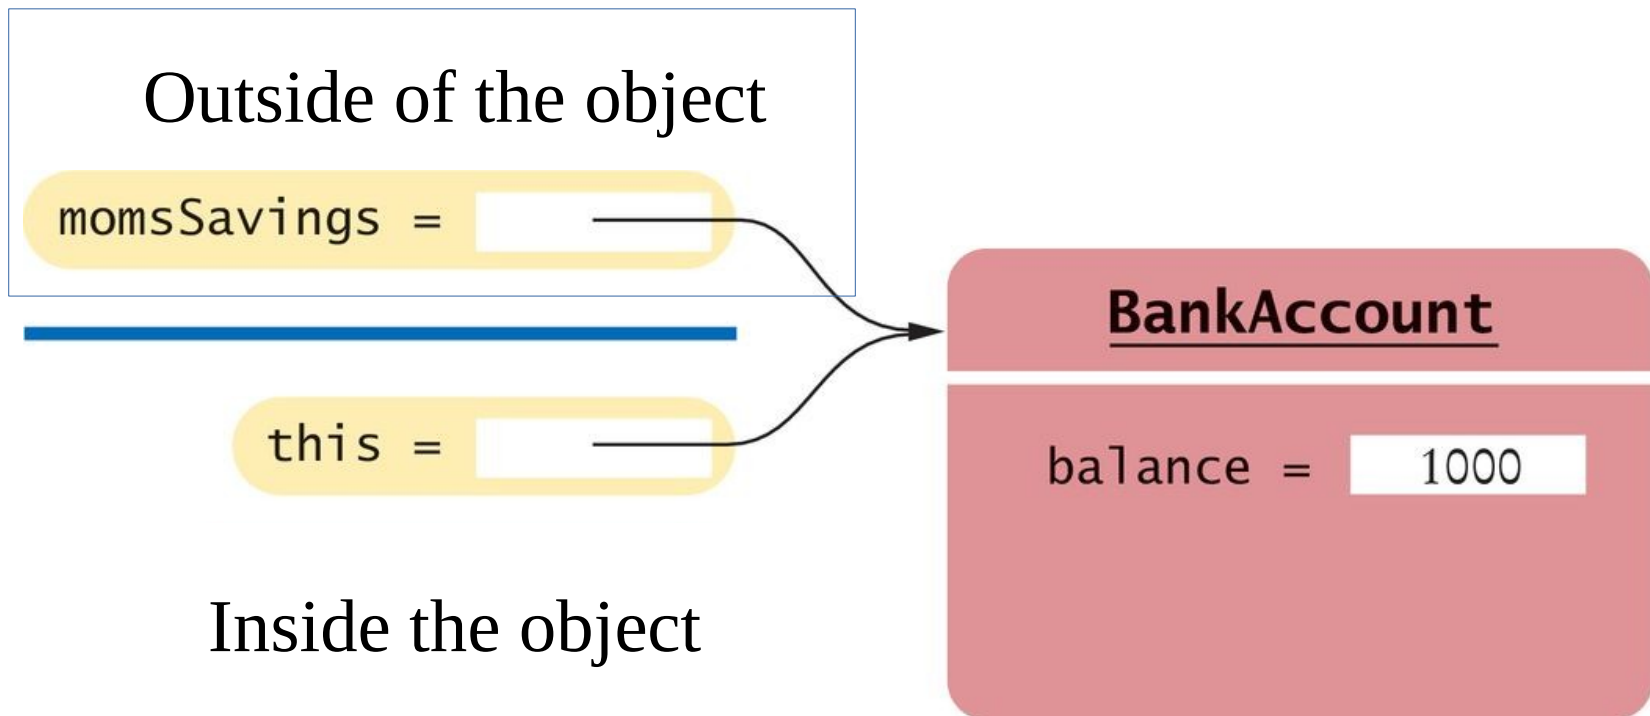 Outside of the object
momsSavings =
BankAccount
this =
balance = 1000
Inside the object